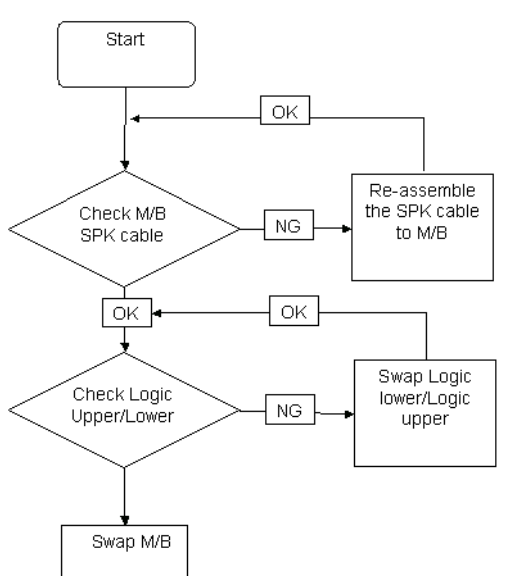 Start
OK
Check M/B
SPK cable
NG
Re-assemble
the SPK cable
to M/B
OK
OK
Check Logic
Upper/Lower
NG
Swap Logic
lower/Logic
upper
Swap M/B